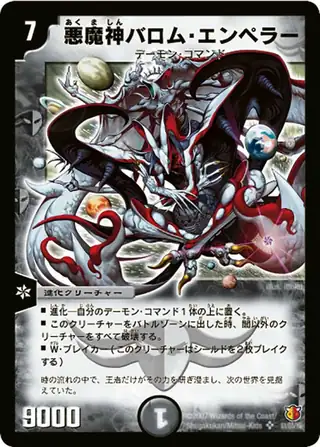 7
あくましん
悪魔神バロム・エンペラー
デーモン・コマンド
進化クリーチャー
■ 進化―自分のデーモン・コマンド1体の上に置く。
■ このクリーチャーをバトルゾーンに出した時、闇以外のク
リーチャーをすべて破壊する。
■ W・ブレイカー(このクリーチャーはシールドを2枚ブレイク
する)
時の流れの中で、王者だけがその力を研ぎ澄まし、次の世界を見据
えていた。
9000
1